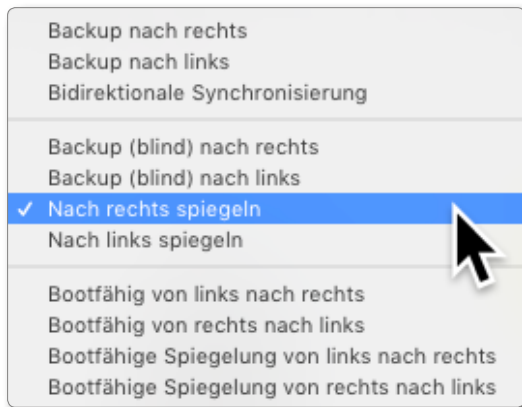 Backup nach rechts
Backup nach links
Bidirektionale Synchronisierung
Backup (blind) nach rechts
Backup (blind) nach links
✓ Nach rechts spiegeln
Nach links spiegeln
Bootfähig von links nach rechts
Bootfähig von rechts nach links
Bootfähige Spiegelung von links nach rechts
Bootfähige Spiegelung von rechts nach links